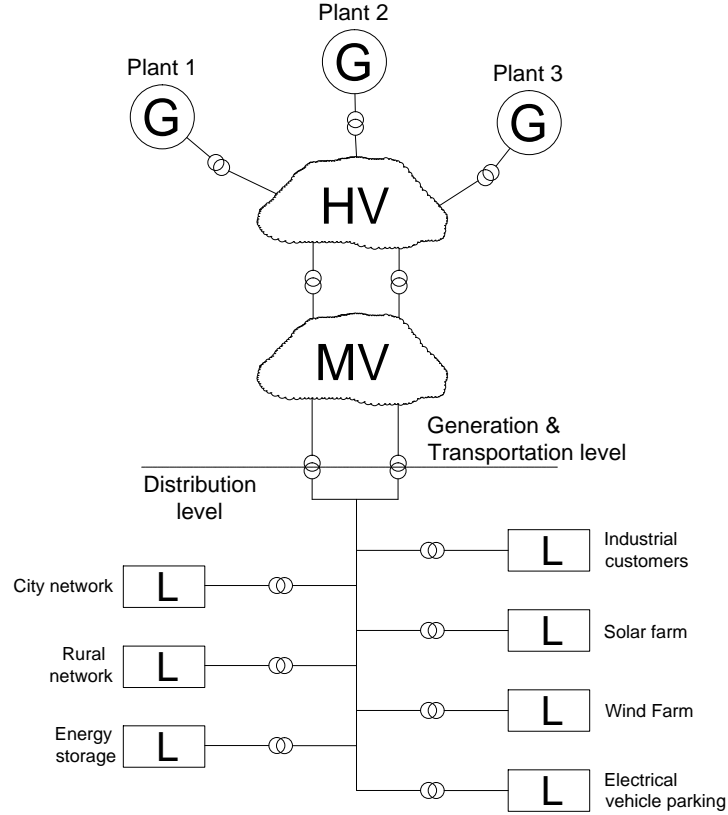 Plant 2
Plant 1
Plant 3
G
G
G
HV
MV
Generation &
Transportation level
Distribution
level
L
Industrial
customers
City network
L
L
Solar farm
Rural
network
L
L
Wind Farm
Energy
storage
L
L
Electrical
vehicle parking